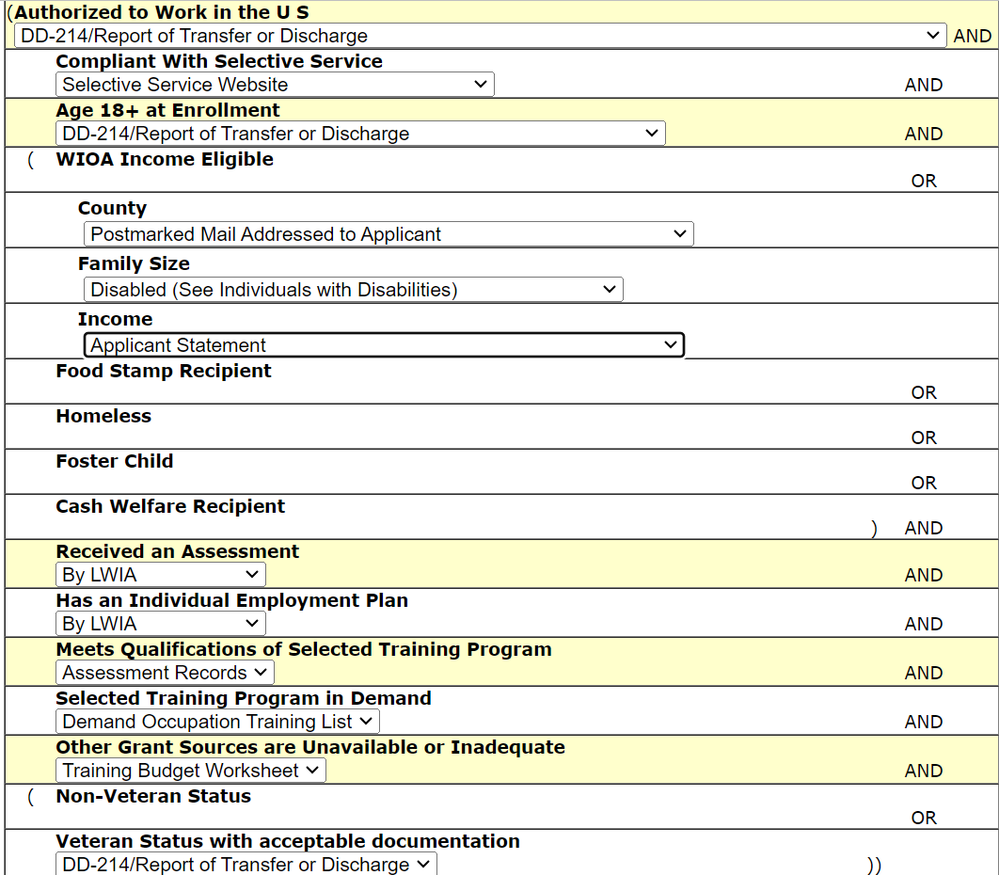 (Authorized to Work in the U S
DD-214/Report of Transfer or Discharge AND
Compliant With Selective Service
Selective Service Website AND
Age 18+ at Enrollment
DD-214/Report of Transfer or Discharge AND
( WIOA Income Eligible
OR
County
Postmarked Mail Addressed to Applicant
Family Size
Disabled (See Individuals with Disabilities)
Income
Applicant Statement
Food Stamp Recipient
OR
Homeless
OR
Foster Child
OR
Cash Welfare Recipient
) AND
Received an Assessment
By LWIA AND
Has an Individual Employment Plan
By LWIA AND
Meets Qualifications of Selected Training Program
Assessment Records AND
Selected Training Program in Demand
Demand Occupation Training List AND
Other Grant Sources are Unavailable or Inadequate
Training Budget Worksheet AND
( Non-Veteran Status
OR
Veteran Status with acceptable documentation
DD-214/Report of Transfer or Discharge ))